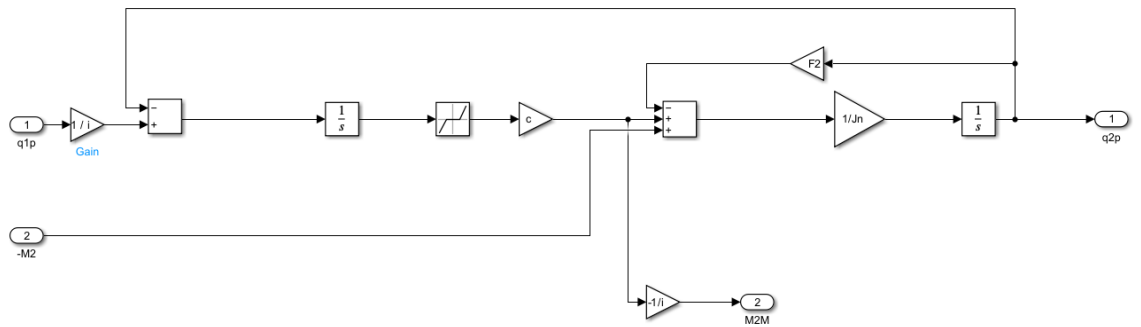 F2
1
q1p
1 / i
Gain
−
+
1
s
c
−
+
+
1/Jn
1
s
1
q2p
2
-M2
-1/i
2
M2M